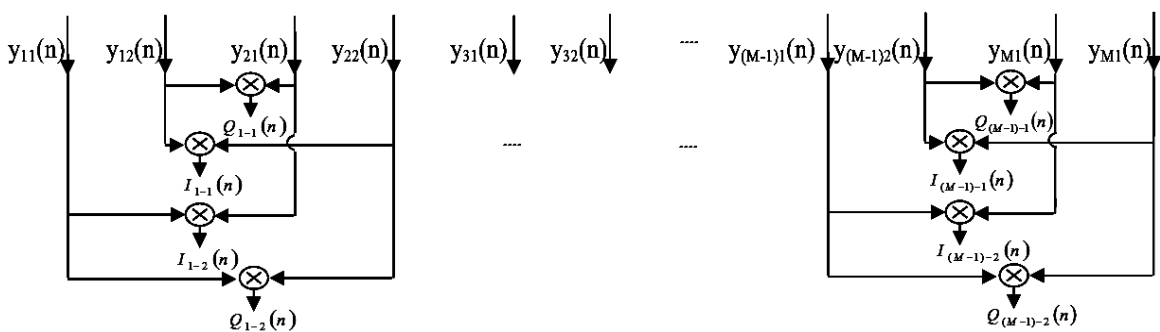 y11(n) y12(n) y21(n) y22(n) y31(n) y32(n) ---- y(M-1)1(n) y(M-1)2(n) yM1(n) yM1(n)
Q1-1(n) Q(M-1)-1(n)
---- ----
I1-1(n) I(M-1)-1(n)
I1-2(n) I(M-1)-2(n)
Q1-2(n) Q(M-1)-2(n)